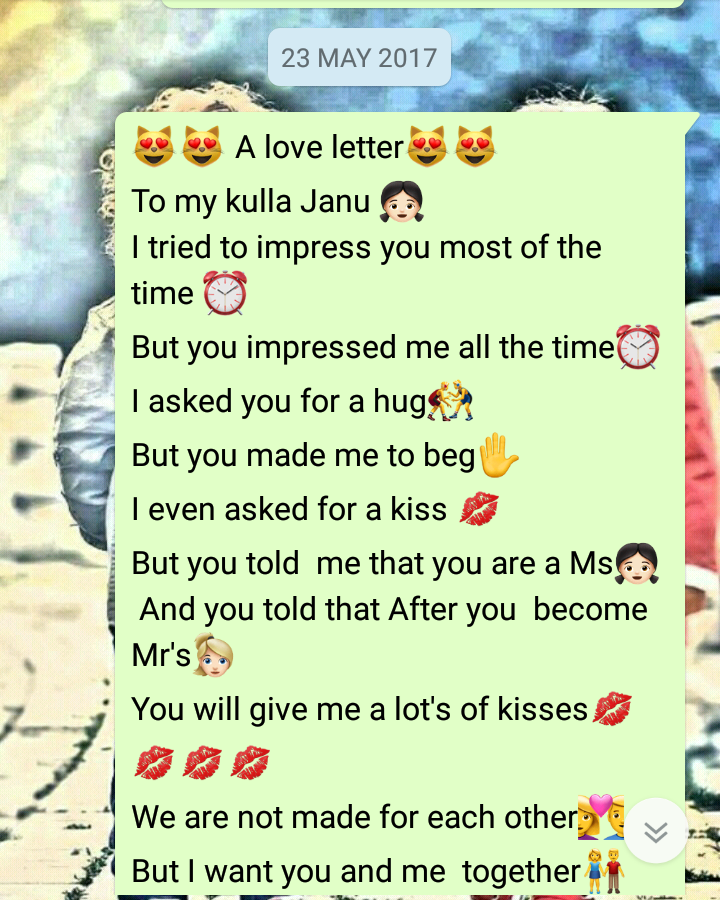 23 MAY 2017
😻😻 A love letter😻😻
To my kulla Janu 👧🏻
I tried to impress you most of the
time ⏰
But you impressed me all the time⏰
I asked you for a hug🤼
But you made me to beg✋
I even asked for a kiss 💋
But you told  me that you are a Ms👧🏻
And you told that After you  become
Mr's👱🏻‍♀️
You will give me a lot's of kisses💋
💋💋💋
We are not made for each other💑
But I want you and me  together👫